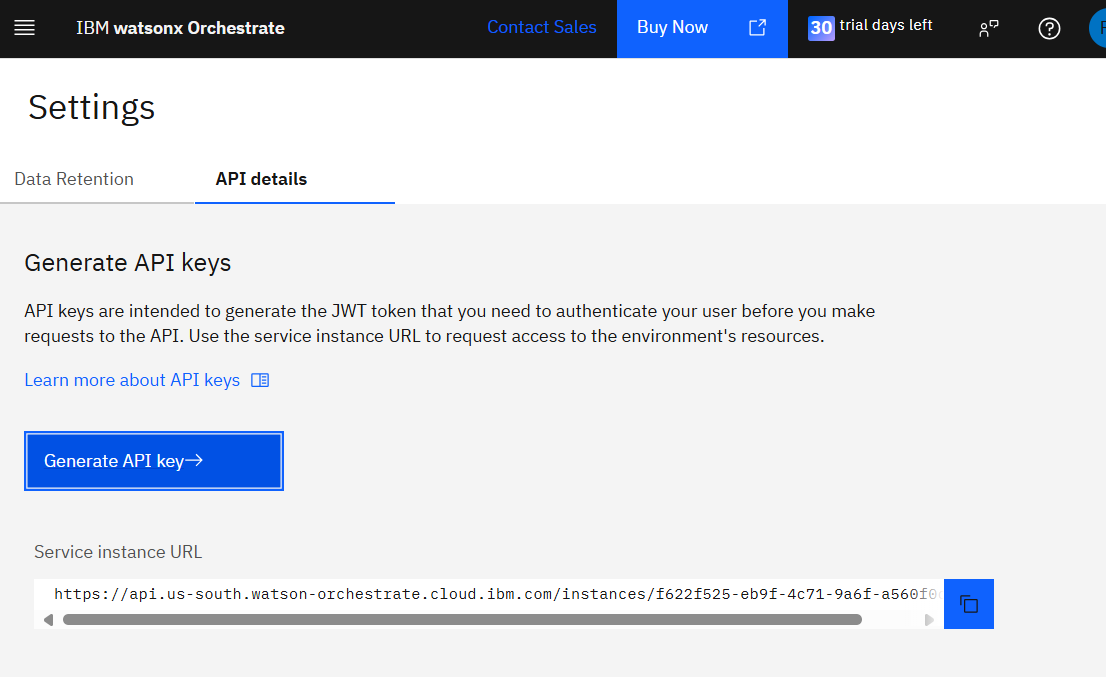 IBM watsonx Orchestrate
Contact Sales
Buy Now
30 trial days left
Settings
Data Retention
API details
Generate API keys
API keys are intended to generate the JWT token that you need to authenticate your user before you make
requests to the API. Use the service instance URL to request access to the environment's resources.
Learn more about API keys
Generate API key
Service instance URL
https://api.us-south.watson-orchestrate.cloud.ibm.com/instances/f622f525-eb9f-4c71-9a6f-a560f0